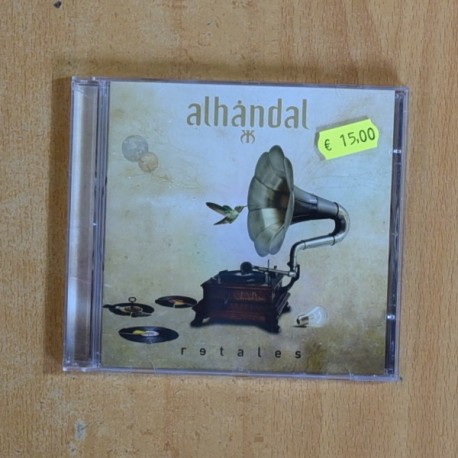 alhándal
€ 15,00
retales